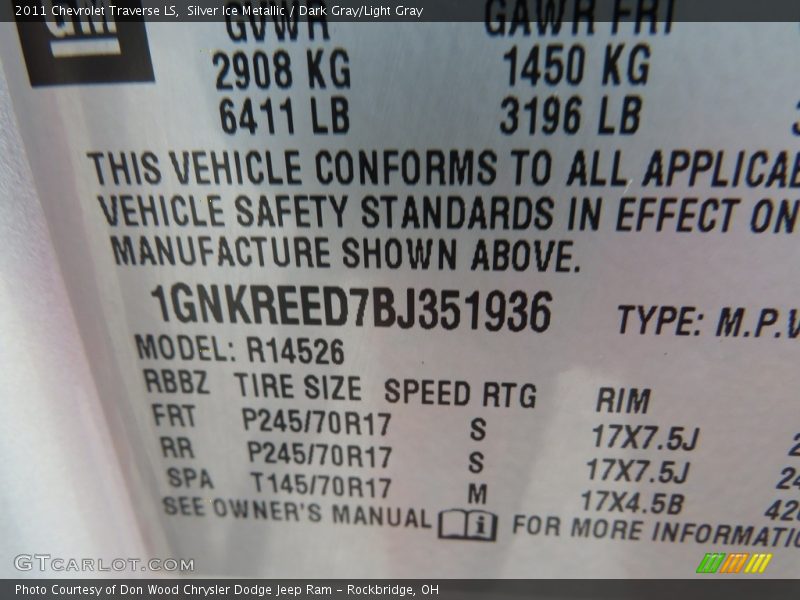 2011 Chevrolet Traverse LS,  Silver Ice Metallic / Dark Gray/Light Gray
GM
GVWR GAWR FRT
2908 KG 1450 KG
6411 LB 3196 LB
THIS VEHICLE CONFORMS TO ALL APPLICAB
VEHICLE SAFETY STANDARDS IN EFFECT ON
MANUFACTURE SHOWN ABOVE.
1GNKREED7BJ351936 TYPE: M.P.V
MODEL: R14526
RBBZ TIRE SIZE SPEED RTG RIM
FRT P245/70R17 S 17X7.5J
RR P245/70R17 S 17X7.5J 24
SPA T145/70R17 M 17X4.5B 420
SEE OWNER'S MANUAL FOR MORE INFORMATIO
GTCARLOT.COM
Photo Courtesy of Don Wood Chrysler Dodge Jeep Ram – Rockbridge, OH